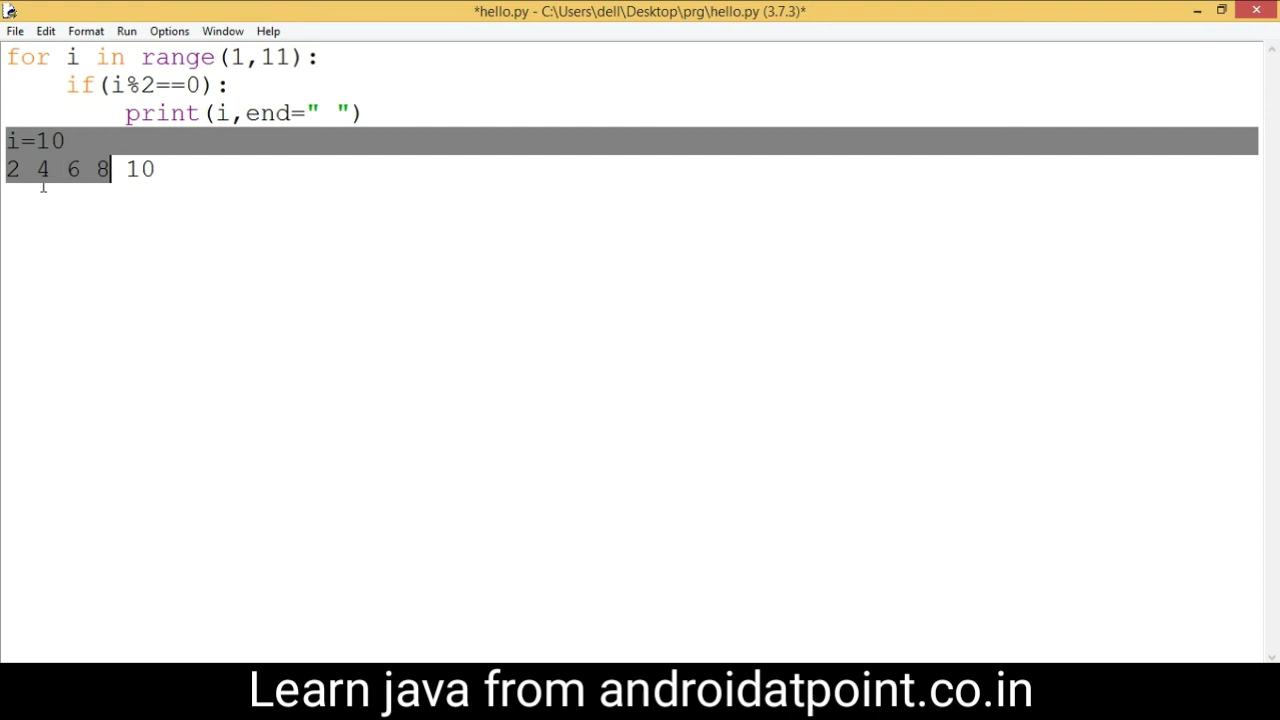 *hello.py - C:\Users\dell\Desktop\prg\hello.py (3.7.3)*
File Edit Format Run Options Window Help
for i in range(1,11):
    if(i%2==0):
        print(i,end=" ")
i=10
2 4 6 8 10
Learn java from androidatpoint.co.in